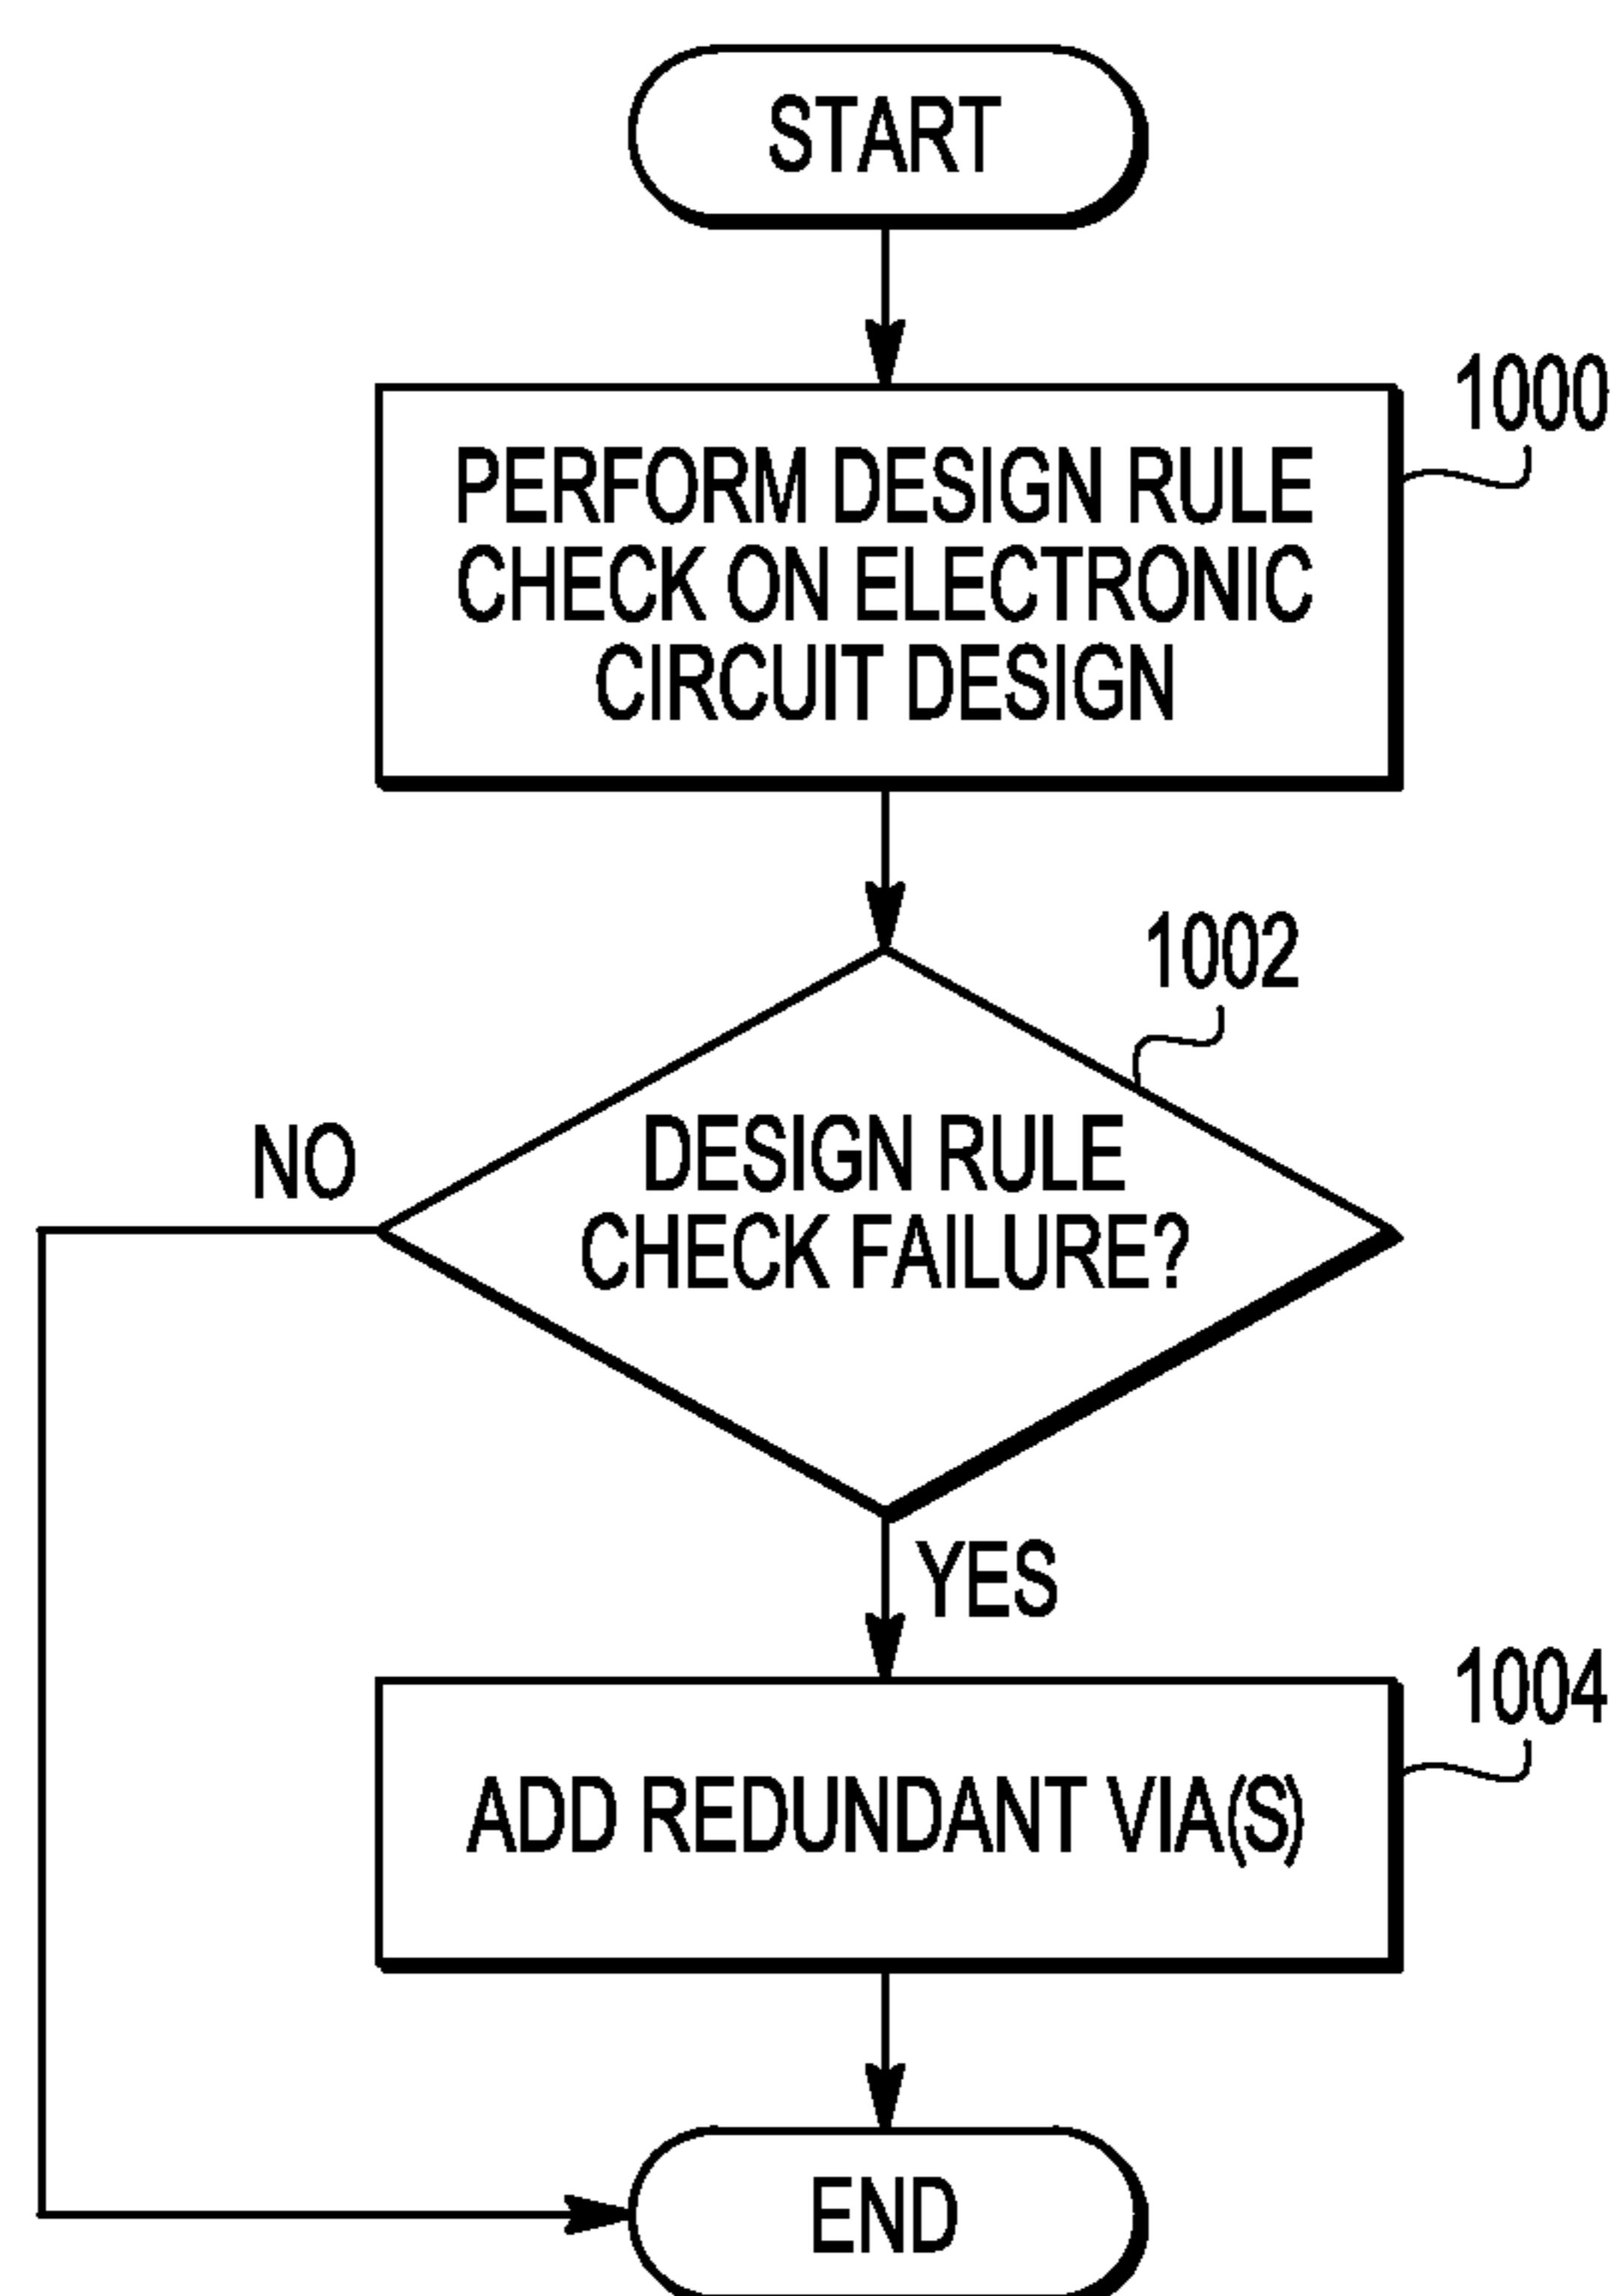 START
1000
PERFORM DESIGN RULE
CHECK ON ELECTRONIC
CIRCUIT DESIGN
1002
NO
DESIGN RULE
CHECK FAILURE?
YES
1004
ADD REDUNDANT VIA(S)
END